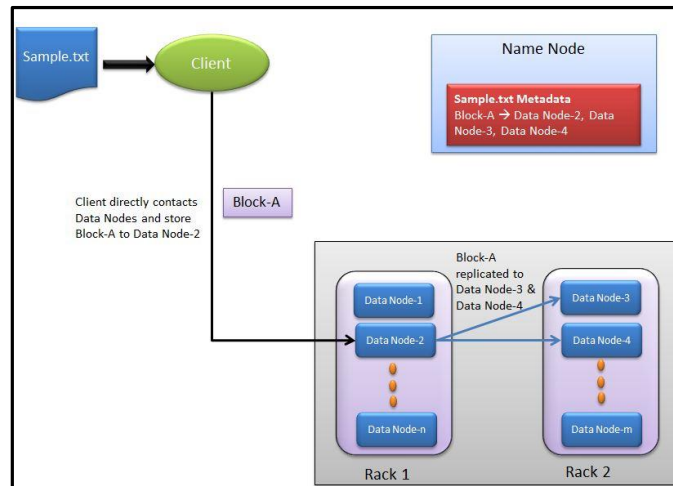 Sample.txt
Client
Name Node
Sample.txt Metadata
Block-A → Data Node-2, Data
Node-3, Data Node-4
Client directly contacts
Data Nodes and store
Block-A to Data Node-2
Block-A
Block-A
replicated to
Data Node-3 &
Data Node-4
Data Node-1
Data Node-2
Data Node-n
Rack 1
Data Node-3
Data Node-4
Data Node-m
Rack 2